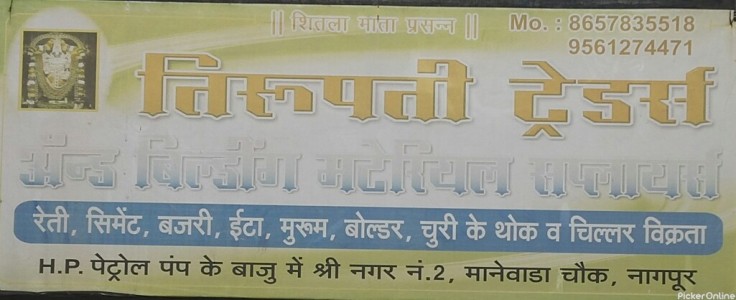 || शितला माता प्रसन्न ||
Mo. : 8657835518
9561274471
तिरूपती ट्रेडर्स
अॅन्ड बिल्डींग मटेरियल सप्लायर्स
रेती, सिमेंट, बजरी, ईटा, मुरूम, बोल्डर, चुरी के थोक व चिल्लर विक्रता
H.P. पेट्रोल पंप के बाजु में श्री नगर नं.2, मानेवाडा चौक, नागपूर
PickerOnline